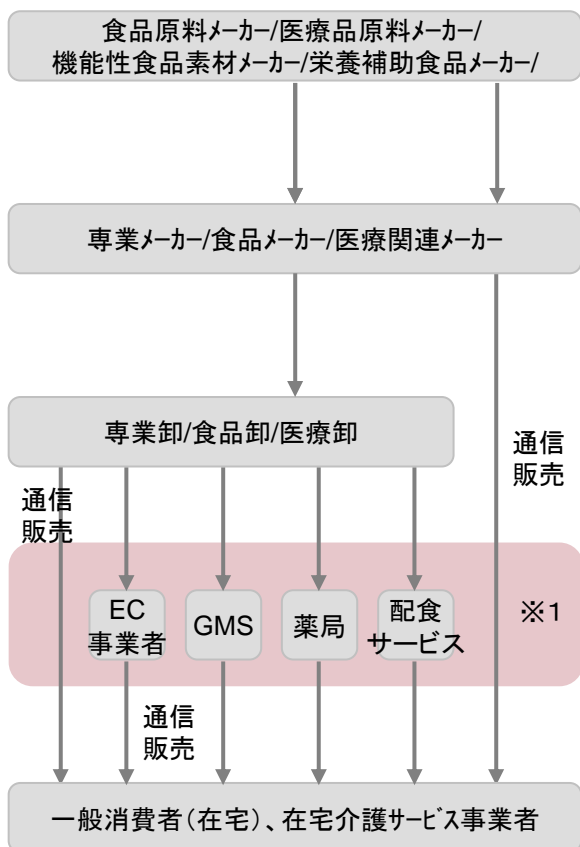 食品原料ﾒｰｶｰ/医療品原料ﾒｰｶｰ/
機能性食品素材ﾒｰｶｰ/栄養補助食品ﾒｰｶｰ/
専業ﾒｰｶｰ/食品ﾒｰｶｰ/医療関連ﾒｰｶｰ
専業卸/食品卸/医療卸
通信
販売
通信
販売
EC
事業者
GMS
薬局
配食
ｻｰﾋﾞｽ
※1
通信
販売
一般消費者(在宅)、在宅介護ｻｰﾋﾞｽ事業者